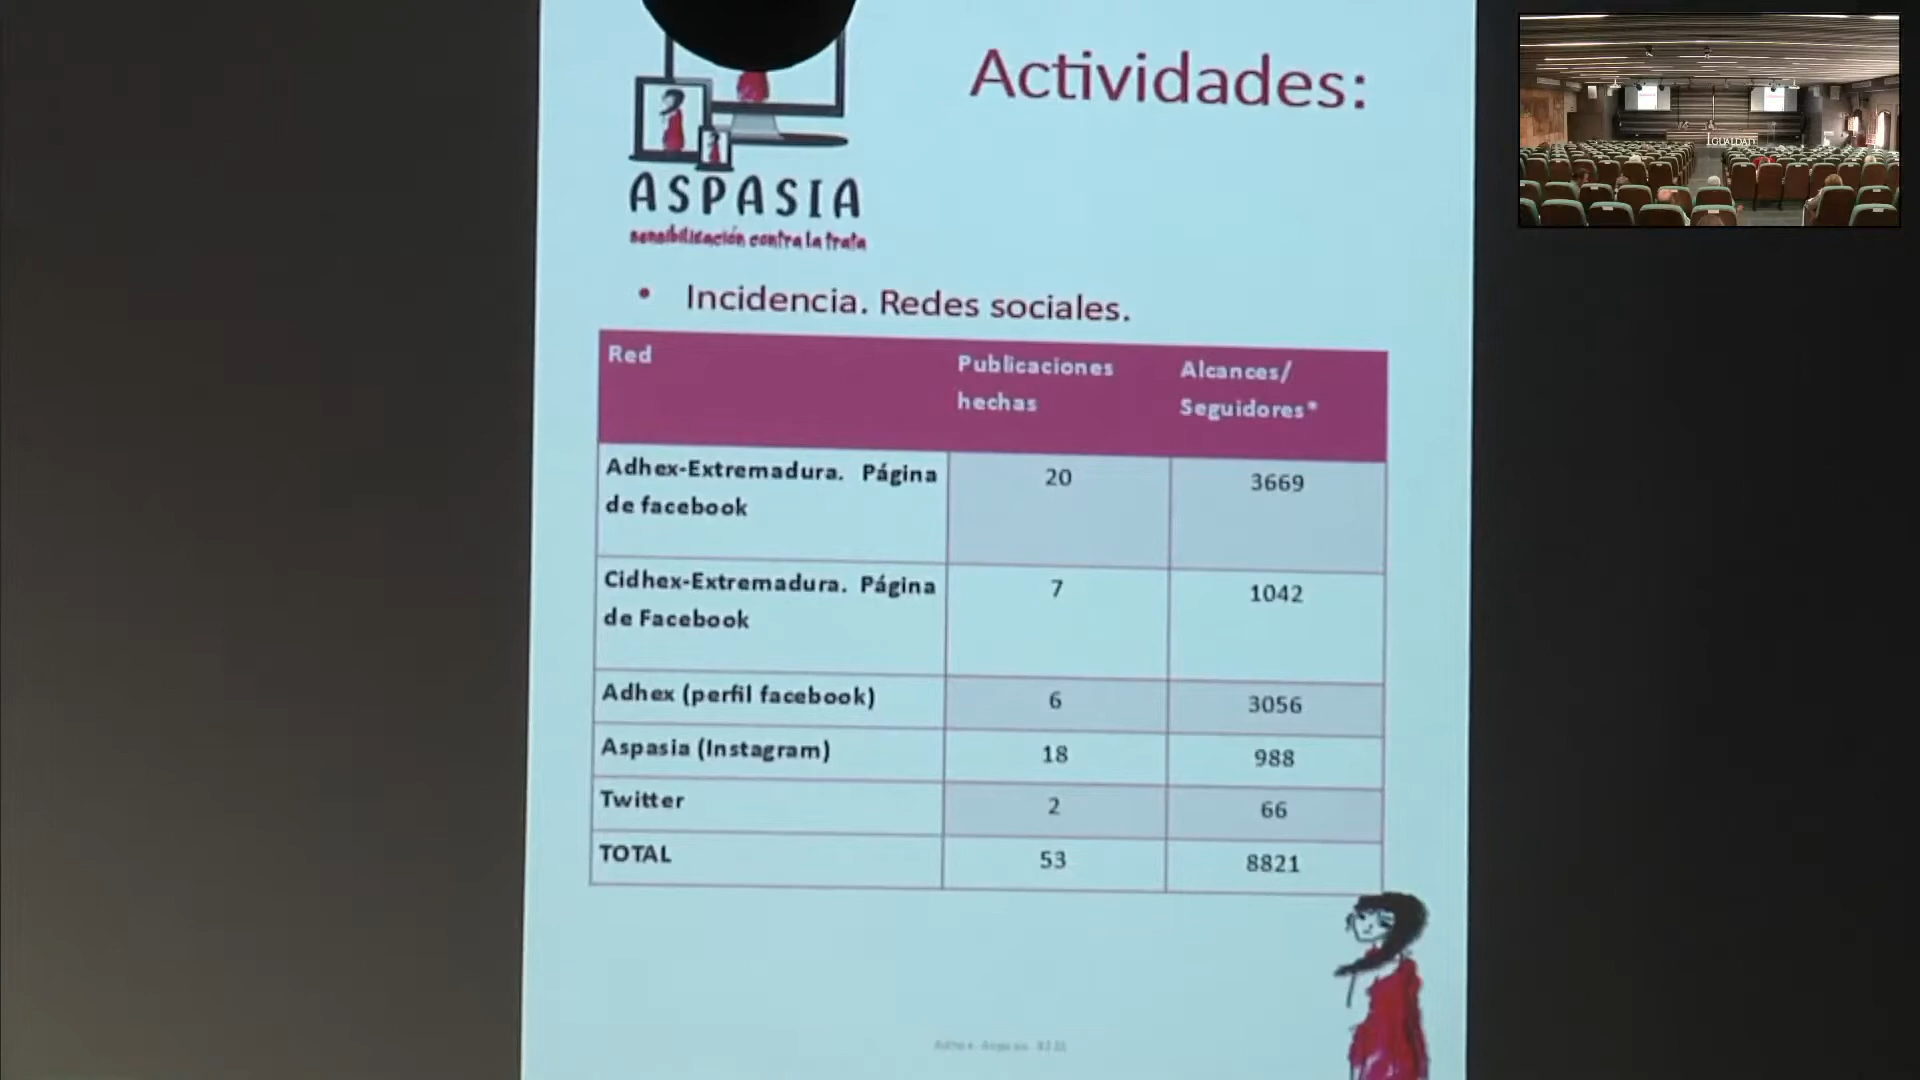 Actividades:
ASPASIA
sensibilización contra la trata
• Incidencia. Redes sociales.
Red
Publicaciones
hechas
Alcances/
Seguidores*
Adhex-Extremadura. Página
de facebook
20
3669
Cidhex-Extremadura. Página
de Facebook
7
1042
Adhex (perfil facebook)
6
3056
Aspasia (Instagram)
18
988
Twitter
2
66
TOTAL
53
8821
IGUALDAD